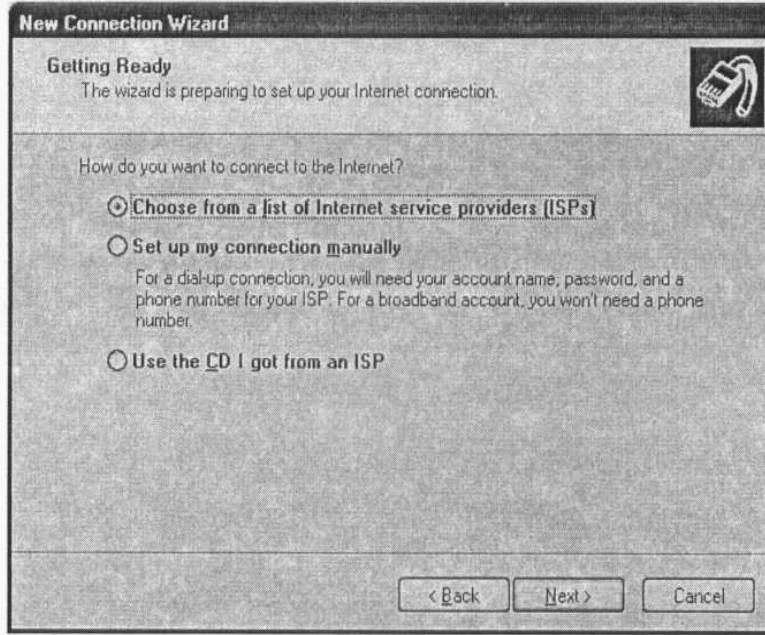 New Connection Wizard
Getting Ready
The wizard is preparing to set up your Internet connection.
How do you want to connect to the Internet?
Choose from a list of Internet service providers (ISPs)
Set up my connection manually
For a dial-up connection, you will need your account name, password, and a
phone number for your ISP. For a broadband account, you won't need a phone
number.
Use the CD I got from an ISP
< Back
Next >
Cancel